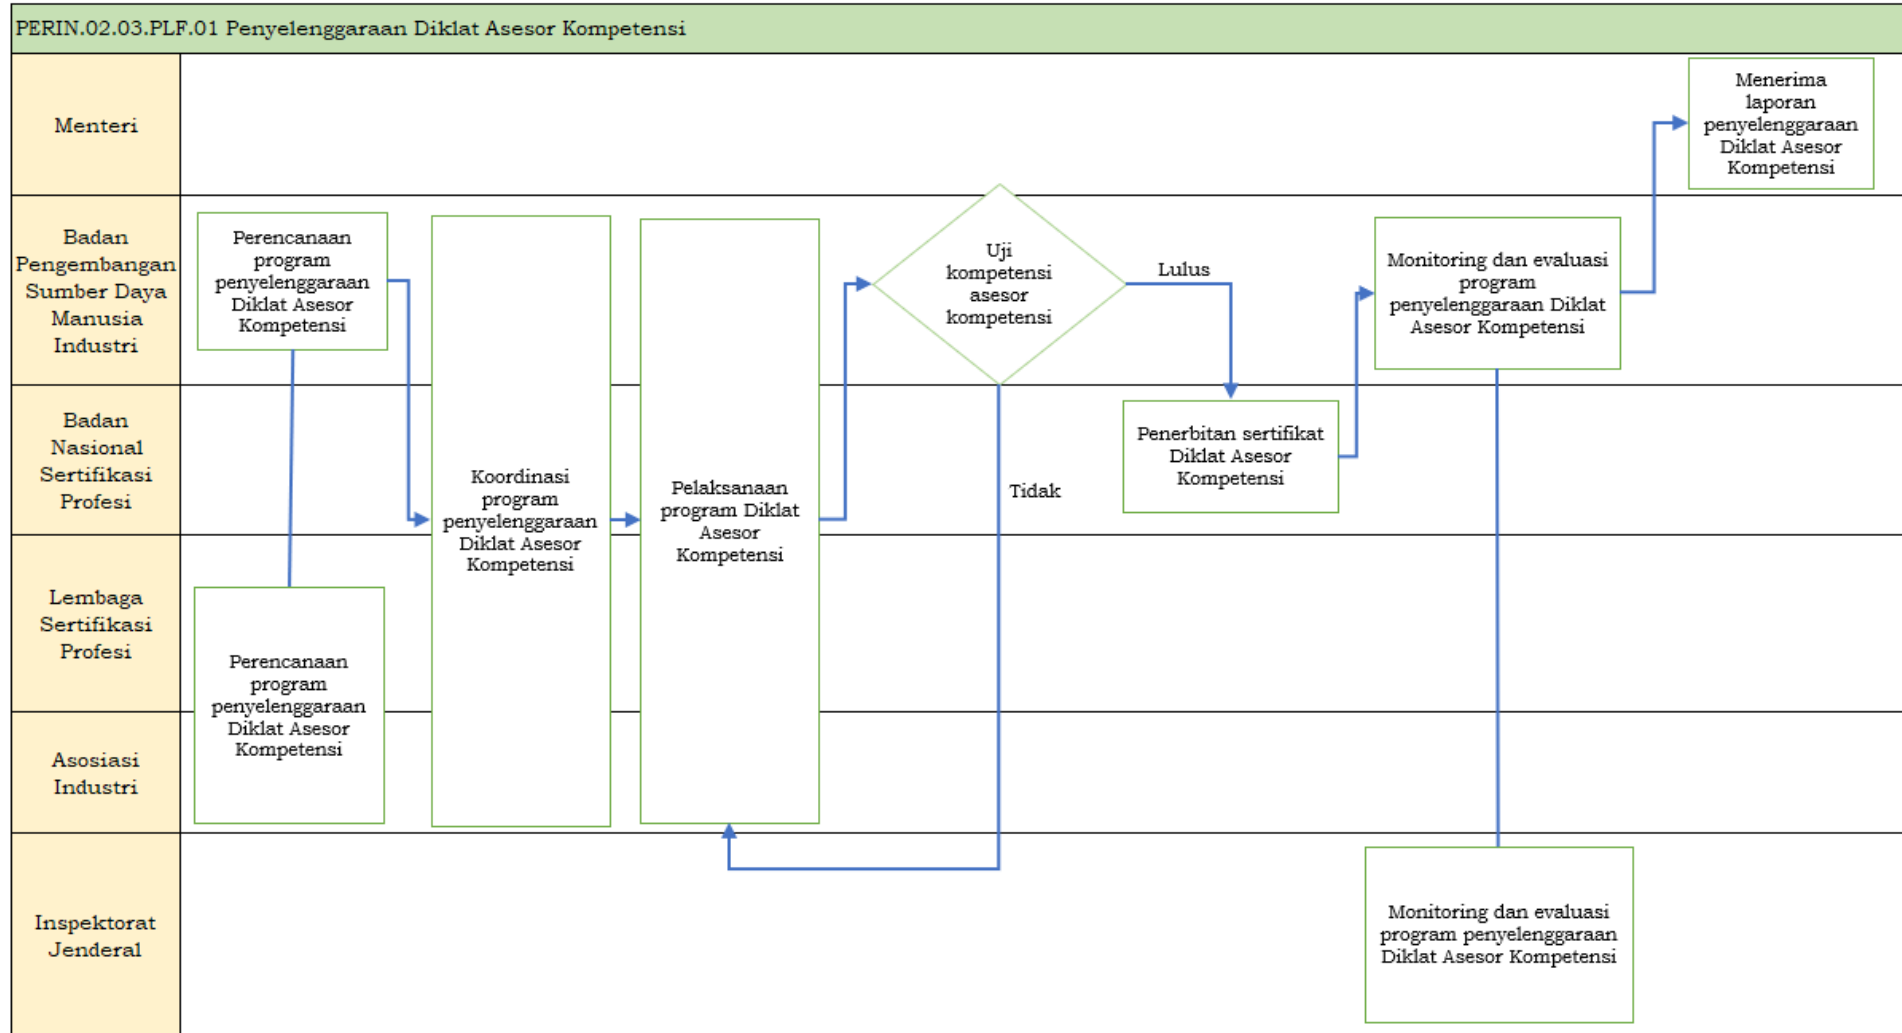 PERIN.02.03.PLF.01 Penyelenggaraan Diklat Asesor Kompetensi
Menteri
Menerima
laporan
penyelenggaraan
Diklat Asesor
Kompetensi
Badan
Pengembangan
Sumber Daya
Manusia
Industri
Perencanaan
program
penyelenggaraan
Diklat Asesor
Kompetensi
Uji
kompetensi
asesor
kompetensi
Lulus
Monitoring dan evaluasi
program
penyelenggaraan Diklat
Asesor Kompetensi
Badan
Nasional
Sertifikasi
Profesi
Koordinasi
program
penyelenggaraan
Diklat Asesor
Kompetensi
Pelaksanaan
program Diklat
Asesor
Kompetensi
Tidak
Penerbitan sertifikat
Diklat Asesor
Kompetensi
Lembaga
Sertifikasi
Profesi
Perencanaan
program
penyelenggaraan
Diklat Asesor
Kompetensi
Asosiasi
Industri
Inspektorat
Jenderal
Monitoring dan evaluasi
program penyelenggaraan
Diklat Asesor Kompetensi